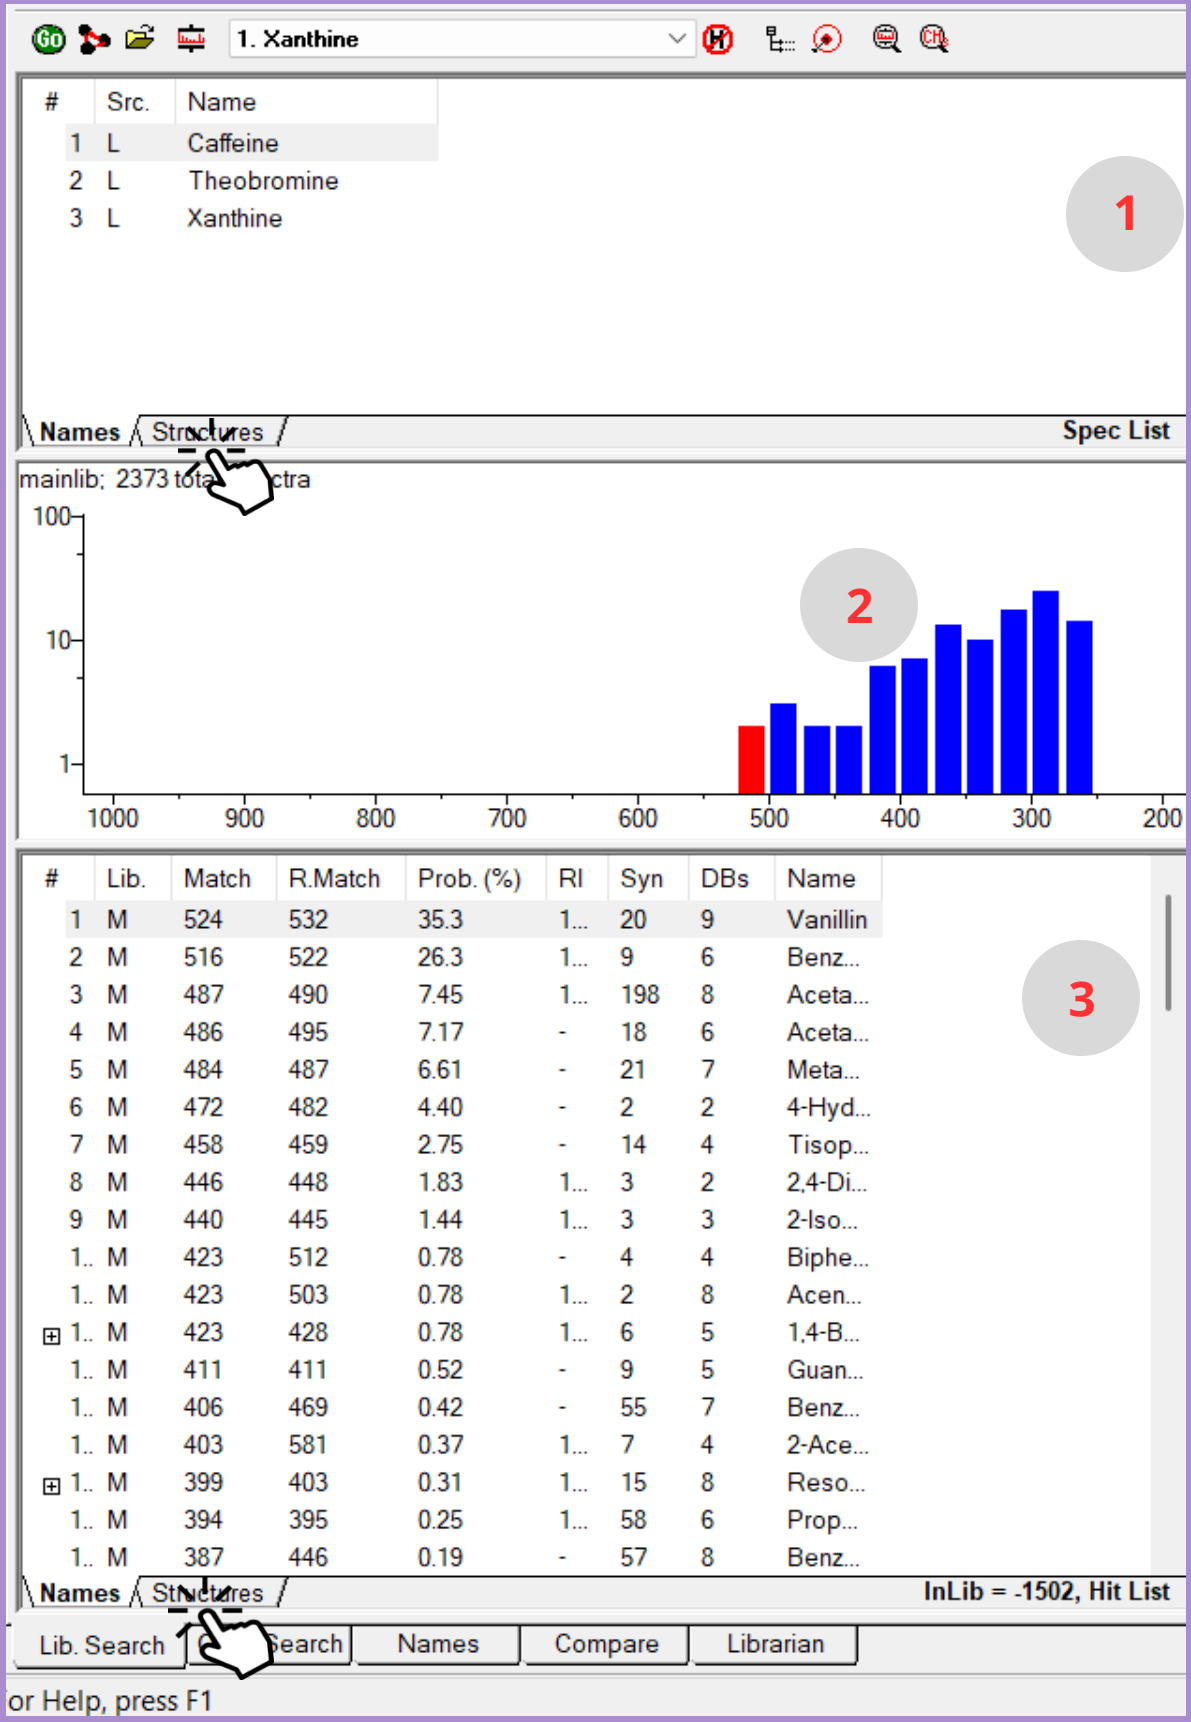 GO 1. Xanthine H CH
# Src. Name
1 L Caffeine
2 L Theobromine
3 L Xanthine
1
Names Structures Spec List
mainlib; 2373 total
100
10
1
2
1000 900 800 700 600 500 400 300 200
# Lib. Match R.Match Prob. (%) RI Syn DBs Name
1 M 524 532 35.3 1... 20 9 Vanillin
2 M 516 522 26.3 1... 9 6 Benz...
3 M 487 490 7.45 1... 198 8 Aceta...
4 M 486 495 7.17 - 18 6 Aceta...
5 M 484 487 6.61 - 21 7 Meta...
6 M 472 482 4.40 - 2 2 4-Hyd...
7 M 458 459 2.75 - 14 4 Tisop...
8 M 446 448 1.83 1... 3 2 2,4-Di...
9 M 440 445 1.44 1... 3 3 2-Iso...
1.. M 423 512 0.78 - 4 4 Biphe...
1.. M 423 503 0.78 1... 2 8 Acen...
1.. M 423 428 0.78 1... 6 5 1,4-B...
1.. M 411 411 0.52 - 9 5 Guan...
1.. M 406 469 0.42 - 55 7 Benz...
1.. M 403 581 0.37 1... 7 4 2-Ace...
1.. M 399 403 0.31 1... 15 8 Reso...
1.. M 394 395 0.25 1... 58 6 Prop...
1.. M 387 446 0.19 - 57 8 Benz...
3
Names Structures InLib = -1502, Hit List
Lib. Search Search Names Compare Librarian
or Help, press F1